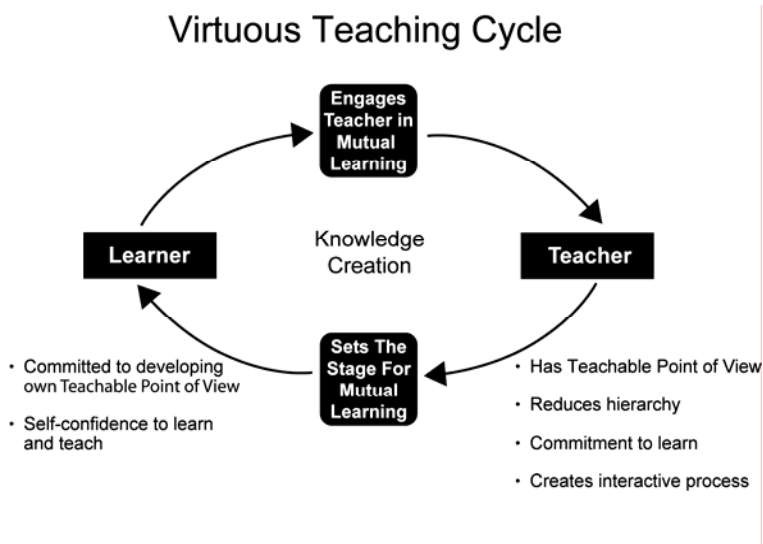 Virtuous Teaching Cycle
Engages
Teacher in
Mutual
Learning
Learner
Knowledge
Creation
Teacher
Sets The
Stage For
Mutual
Learning
• Committed to developing
own Teachable Point of View
• Self-confidence to learn
and teach
• Has Teachable Point of View
• Reduces hierarchy
• Commitment to learn
• Creates interactive process